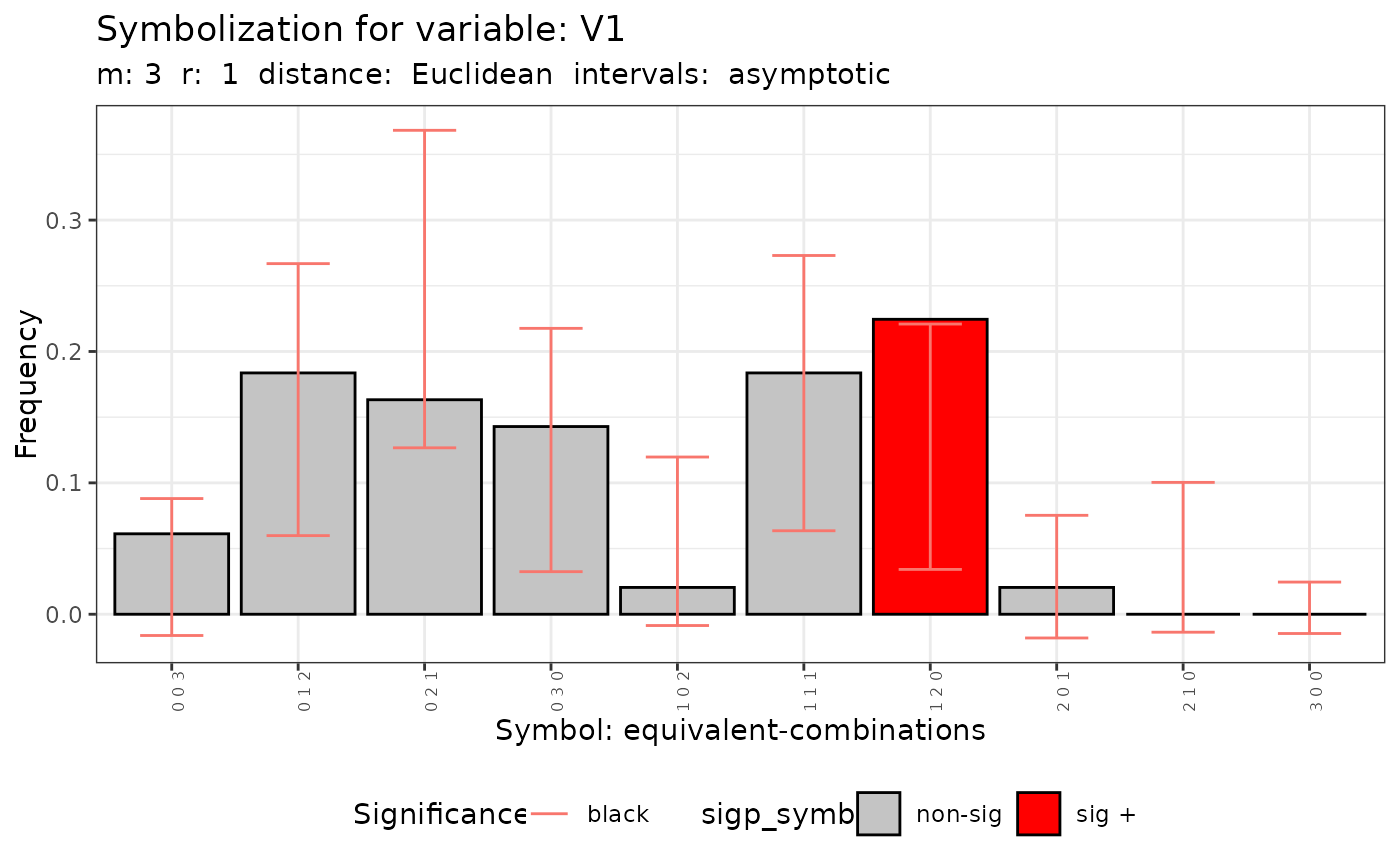 Symbolization for variable: V1
m: 3 r: 1 distance: Euclidean intervals: asymptotic
Frequency
0.3
0.2
0.1
0.0
0 0 3
0 1 2
0 2 1
0 3 0
1 0 2
1 1 1
1 2 0
2 0 1
2 1 0
3 0 0
Symbol: equivalent-combinations
Significance black sigp_symb non-sig sig +